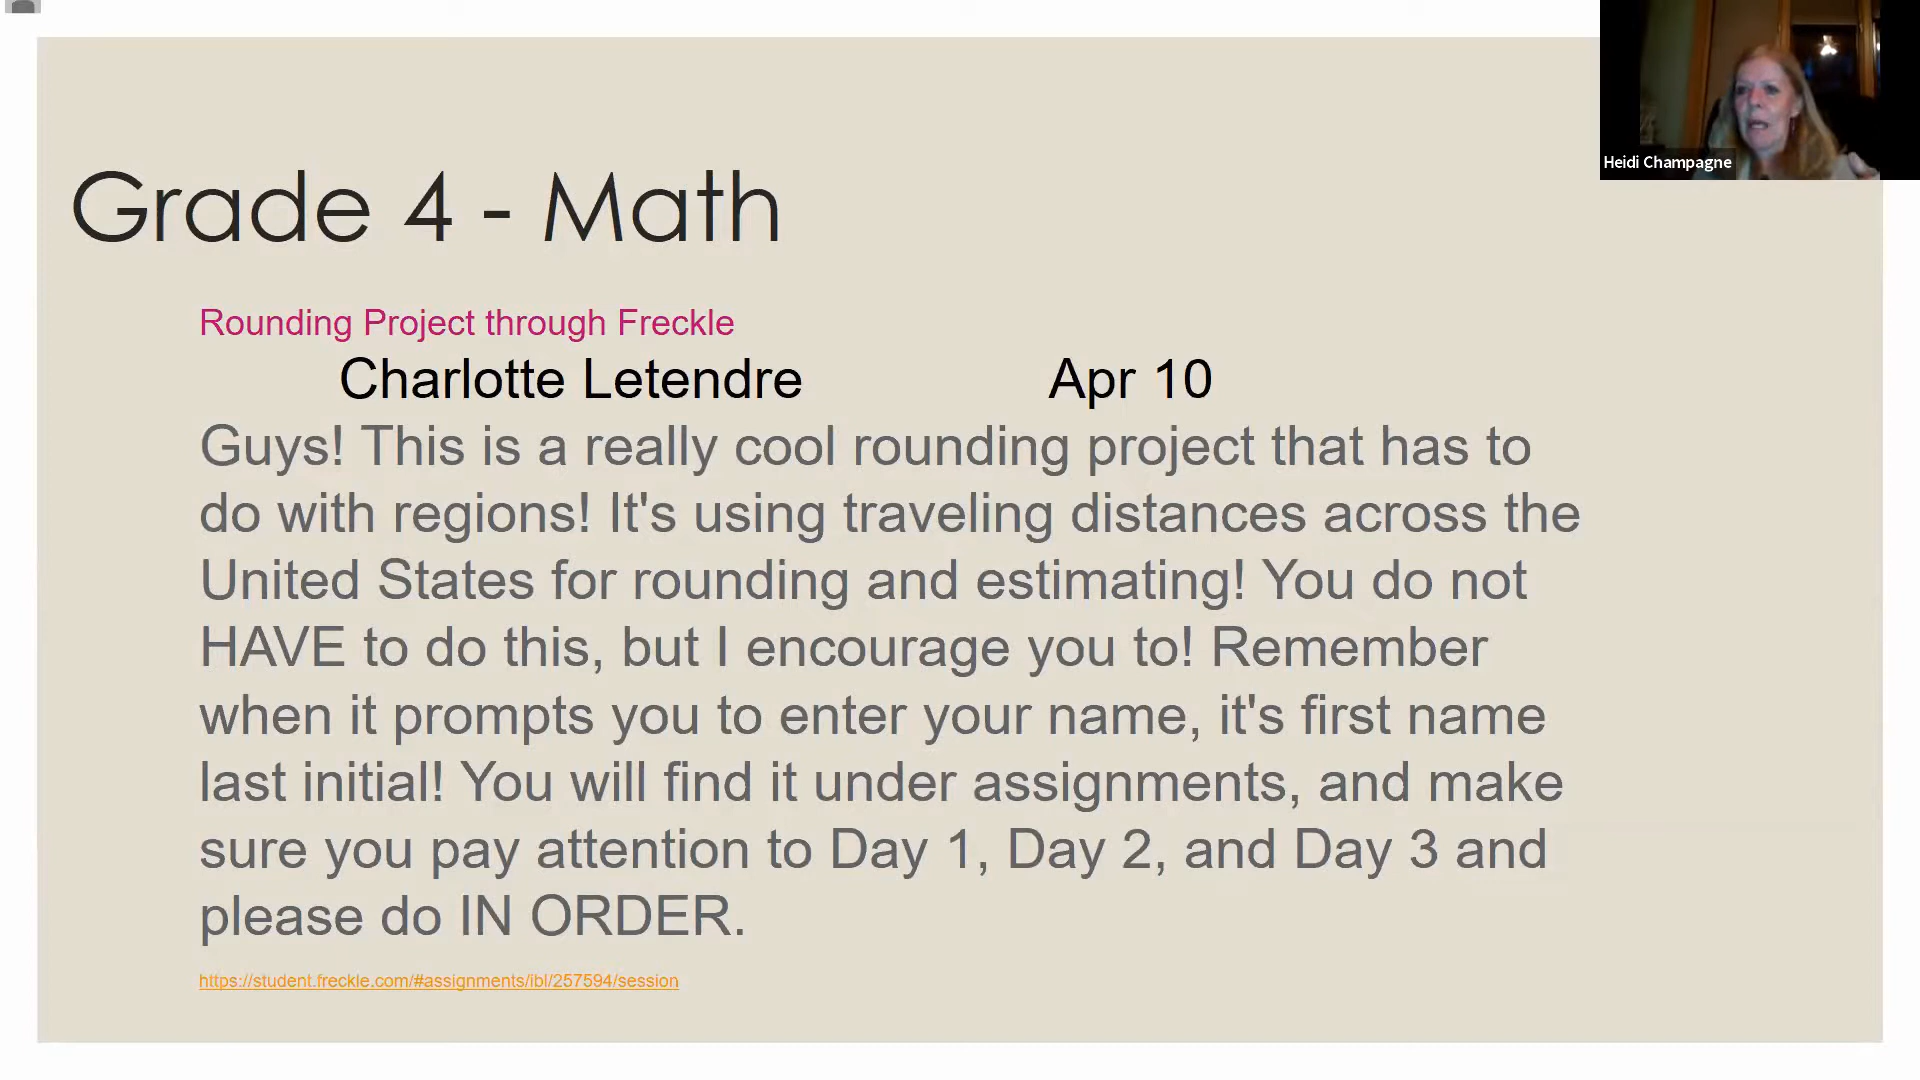 Heidi Champagne
Grade 4 - Math
Rounding Project through Freckle
Charlotte Letendre Apr 10
Guys! This is a really cool rounding project that has to
do with regions! It's using traveling distances across the
United States for rounding and estimating! You do not
HAVE to do this, but I encourage you to! Remember
when it prompts you to enter your name, it's first name
last initial! You will find it under assignments, and make
sure you pay attention to Day 1, Day 2, and Day 3 and
please do IN ORDER.
https://student.freckle.com/#assignments/ibl/257594/session